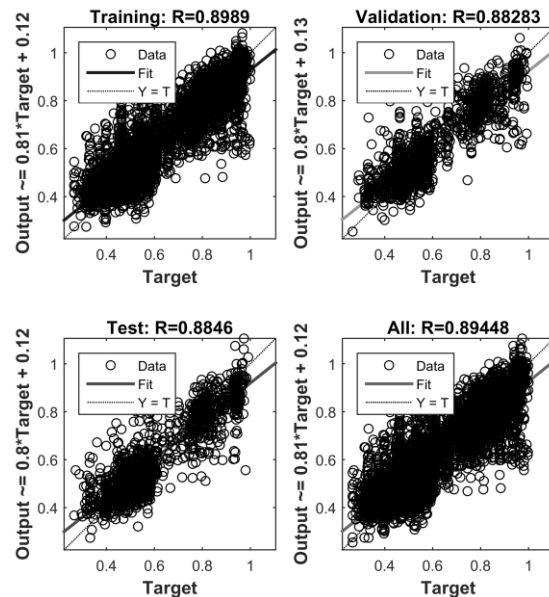 Training: R=0.8989
Output ~= 0.81*Target + 0.12
Data
Fit
Y = T
1
0.8
0.6
0.4
0.4 0.6 0.8 1
Target
Validation: R=0.88283
Output ~= 0.8*Target + 0.13
Data
Fit
Y = T
1
0.8
0.6
0.4
0.4 0.6 0.8 1
Target
Test: R=0.8846
Output ~= 0.8*Target + 0.12
Data
Fit
Y = T
1
0.8
0.6
0.4
0.4 0.6 0.8 1
Target
All: R=0.89448
Output ~= 0.81*Target + 0.12
Data
Fit
Y = T
1
0.8
0.6
0.4
0.4 0.6 0.8 1
Target